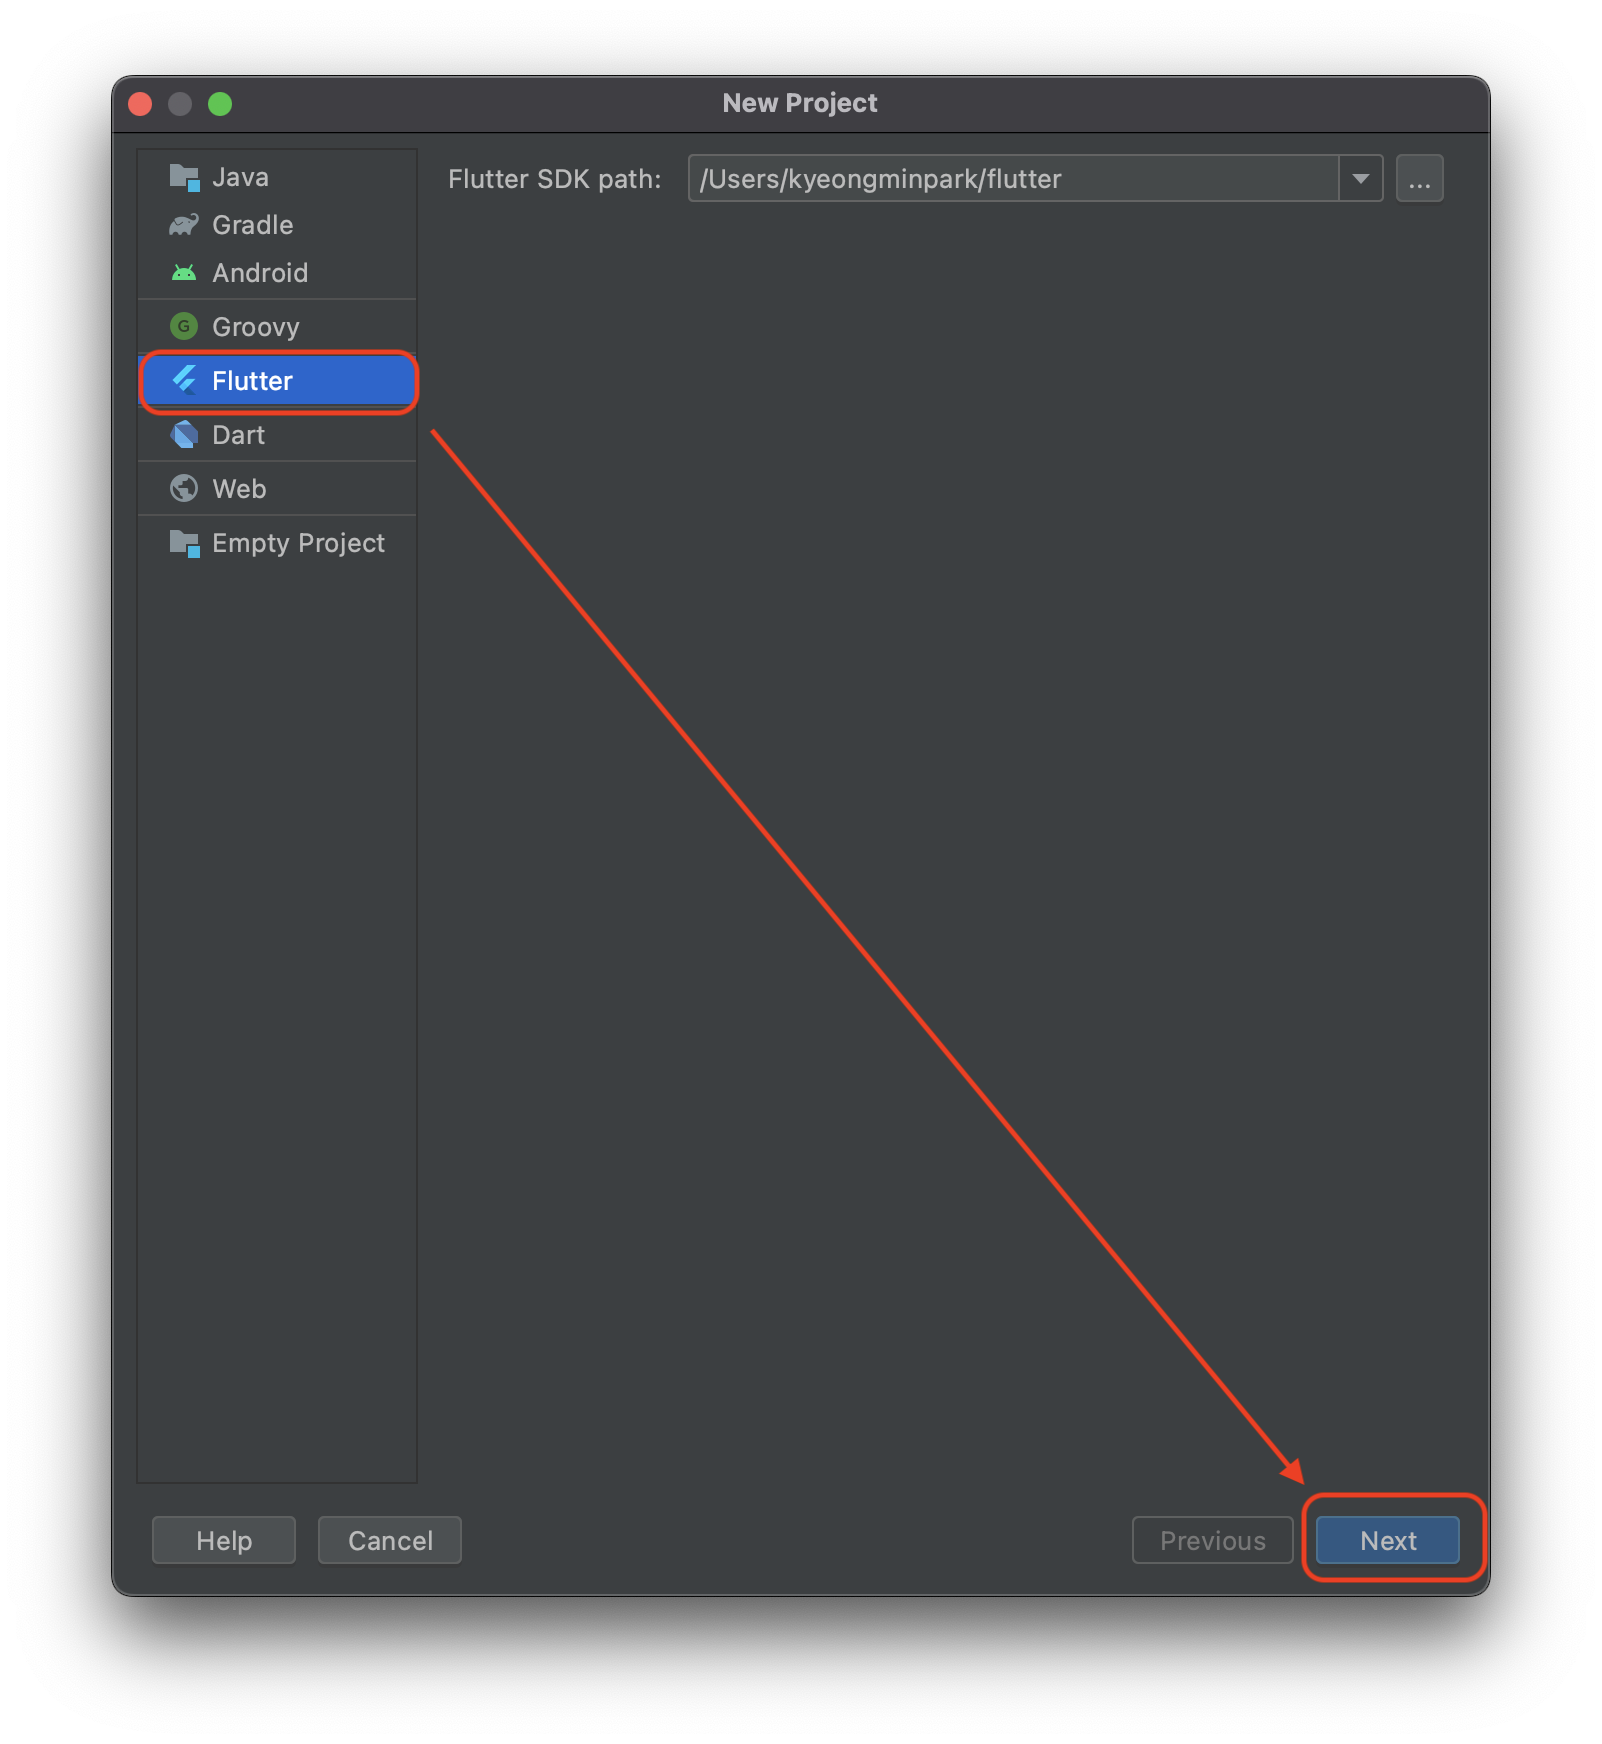 New Project
Java
Gradle
Android
G Groovy
Flutter
Dart
Web
Empty Project
Flutter SDK path: /Users/kyeongminpark/flutter ...
Help Cancel Previous Next